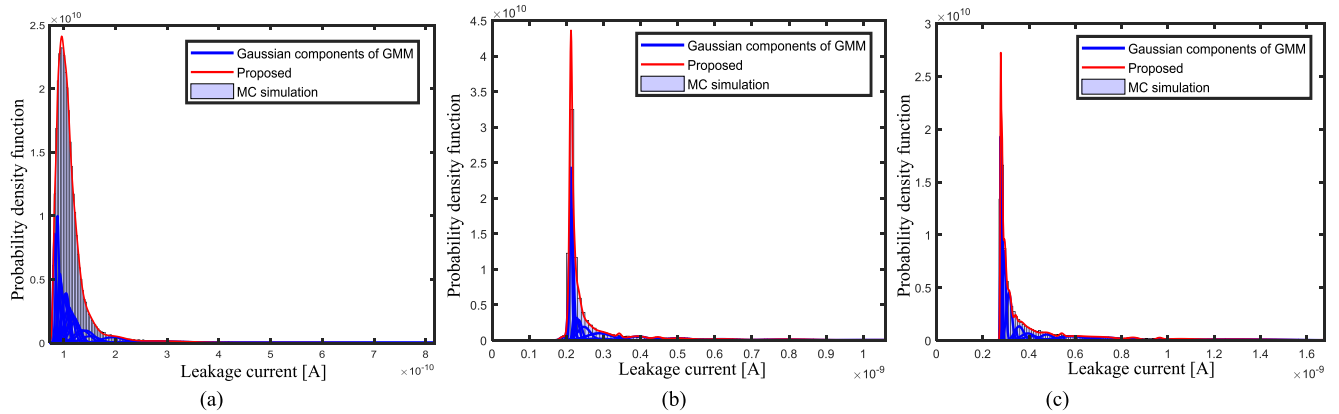 ×10^10
2.5
2
1.5
1
0.5
0
Probability density function
Gaussian components of GMM
Proposed
MC simulation
1 2 3 4 5 6 7 8
×10^-10
Leakage current [A]
(a)
×10^10
4.5
4
3.5
3
2.5
2
1.5
1
0.5
0
Probability density function
Gaussian components of GMM
Proposed
MC simulation
0 0.1 0.2 0.3 0.4 0.5 0.6 0.7 0.8 0.9 1
×10^-9
Leakage current [A]
(b)
×10^10
3
2.5
2
1.5
1
0.5
0
Probability density function
Gaussian components of GMM
Proposed
MC simulation
0 0.2 0.4 0.6 0.8 1 1.2 1.4 1.6
×10^-9
Leakage current [A]
(c)